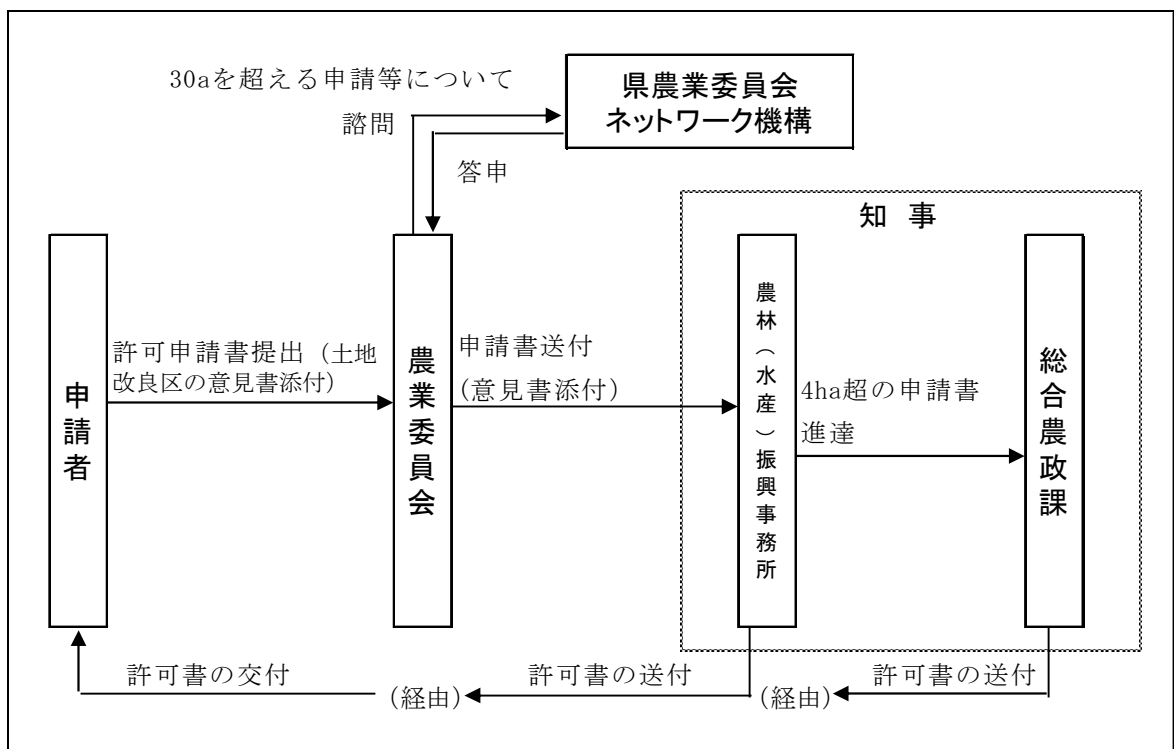 30aを超える申請等について
諮問
県農業委員会
ネットワーク機構
答申
知 事
申請者
許可申請書提出（土地
改良区の意見書添付）
農業委員会
申請書送付
(意見書添付）
農林（水産）振興事務所
4ha超の申請書
進達
総合農政課
許可書の交付
(経由)
許可書の送付
(経由)
許可書の送付